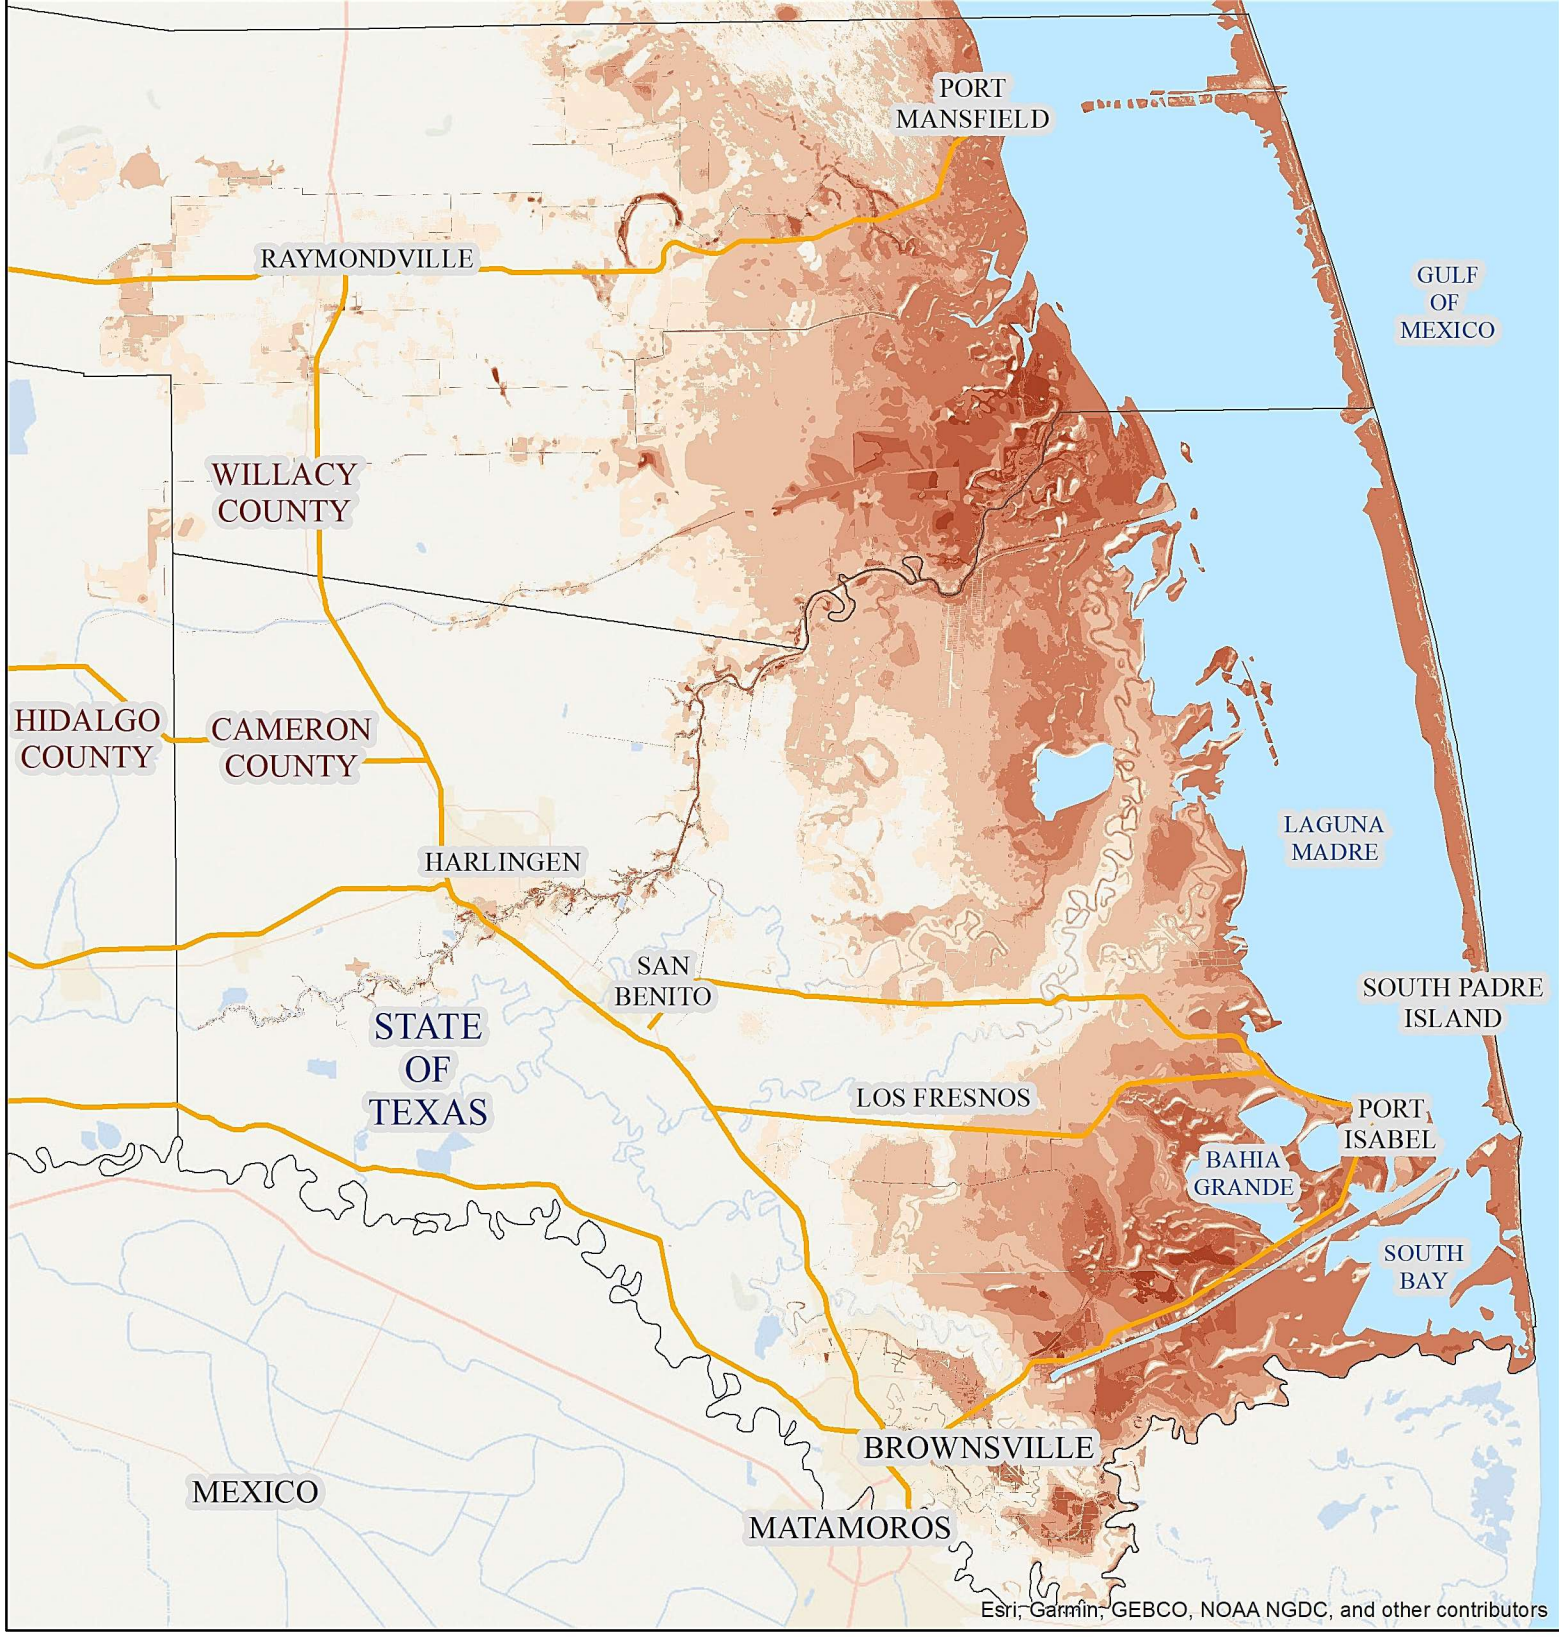 PORT
MANSFIELD
RAYMONDVILLE
GULF
OF
MEXICO
WILLACY
COUNTY
HIDALGO
COUNTY
CAMERON
COUNTY
LAGUNA
MADRE
HARLINGEN
SAN
BENITO
SOUTH PADRE
ISLAND
STATE
OF
TEXAS
LOS FRESNOS
PORT
ISABEL
BAHIA
GRANDE
SOUTH
BAY
BROWNSVILLE
MEXICO
MATAMOROS
Esri, Garmin, GEBCO, NOAA NGDC, and other contributors